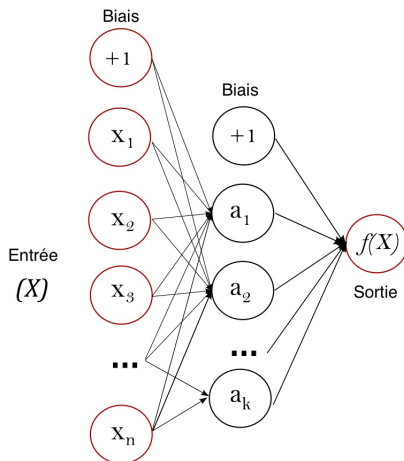 Biais
+1
x1
x2
x3
...
xn
Entrée
(X)
Biais
+1
a1
a2
...
ak
f(X)
Sortie